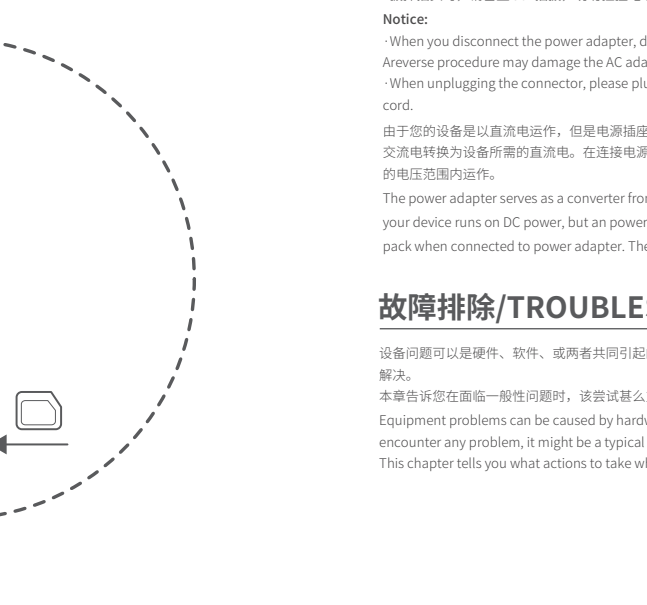 Notice:
·When you disconnect the power adapter, d
Areverse procedure may damage the AC ada
·When unplugging the connector, please plu
cord.
由于您的设备是以直流电运作，但是电源插座
交流电转换为设备所需的直流电。在连接电源
的电压范围内运作。
The power adapter serves as a converter fro
your device runs on DC power, but an power
pack when connected to power adapter. The
故障排除/TROUBLES
设备问题可以是硬件、软件、或两者共同引起
解决。
本章告诉您在面临一般性问题时，该尝试甚么
Equipment problems can be caused by hardw
encounter any problem, it might be a typical
This chapter tells you what actions to take wh